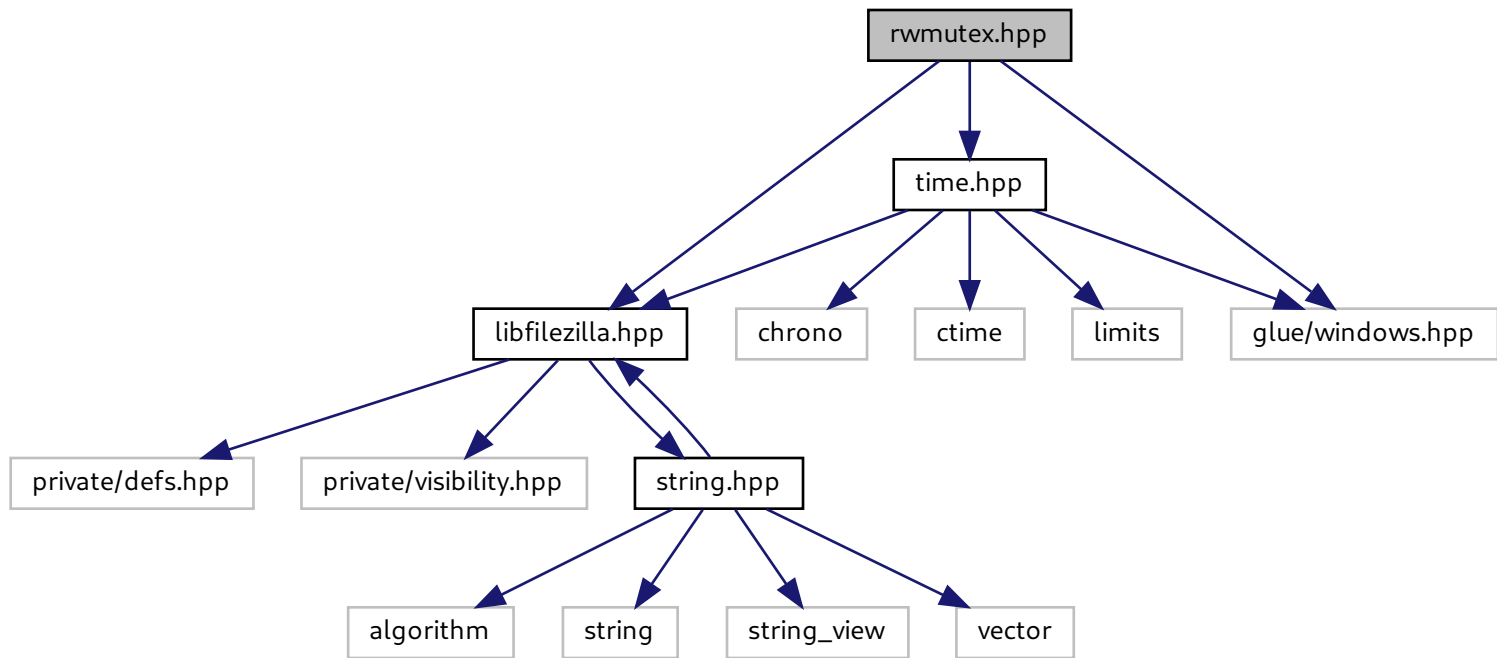 rwmutex.hpp
time.hpp
libfilezilla.hpp
chrono
ctime
limits
glue/windows.hpp
private/defs.hpp
private/visibility.hpp
string.hpp
algorithm
string
string_view
vector